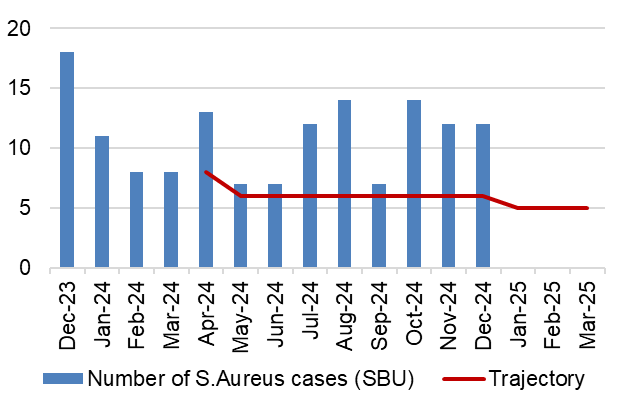 20
15
10
5
0
Dec-23
Jan-24
Feb-24
Mar-24
Apr-24
May-24
Jun-24
Jul-24
Aug-24
Sep-24
Oct-24
Nov-24
Dec-24
Jan-25
Feb-25
Mar-25
Number of S.Aureus cases (SBU) Trajectory